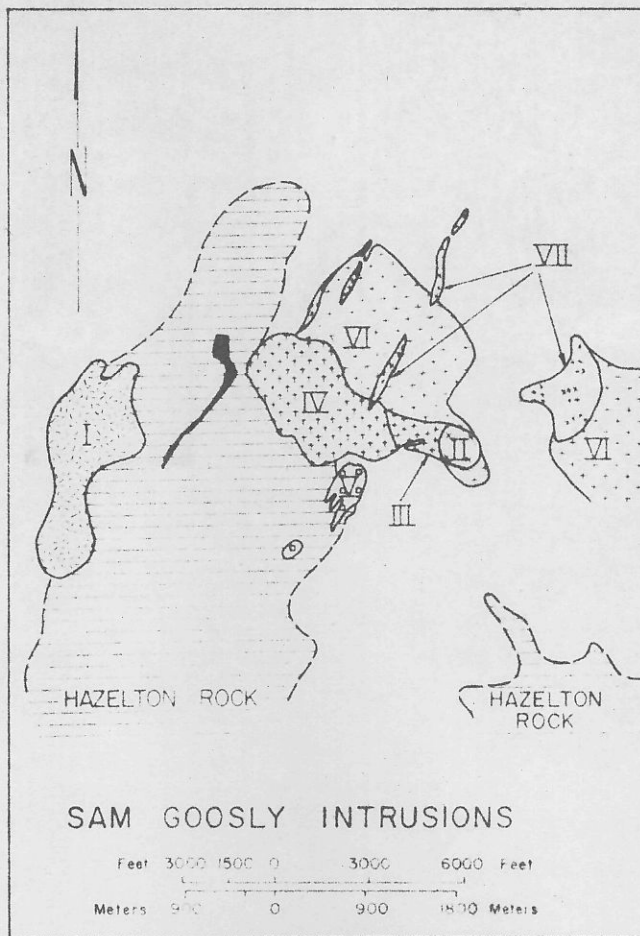 N
VII
VI
IV
I
II
VI
V
III
HAZELTON ROCK
HAZELTON
ROCK
SAM GOOSLY INTRUSIONS
Feet 3000 1500 0 3000 6000 Feet
Meters 900 0 900 1800 Meters